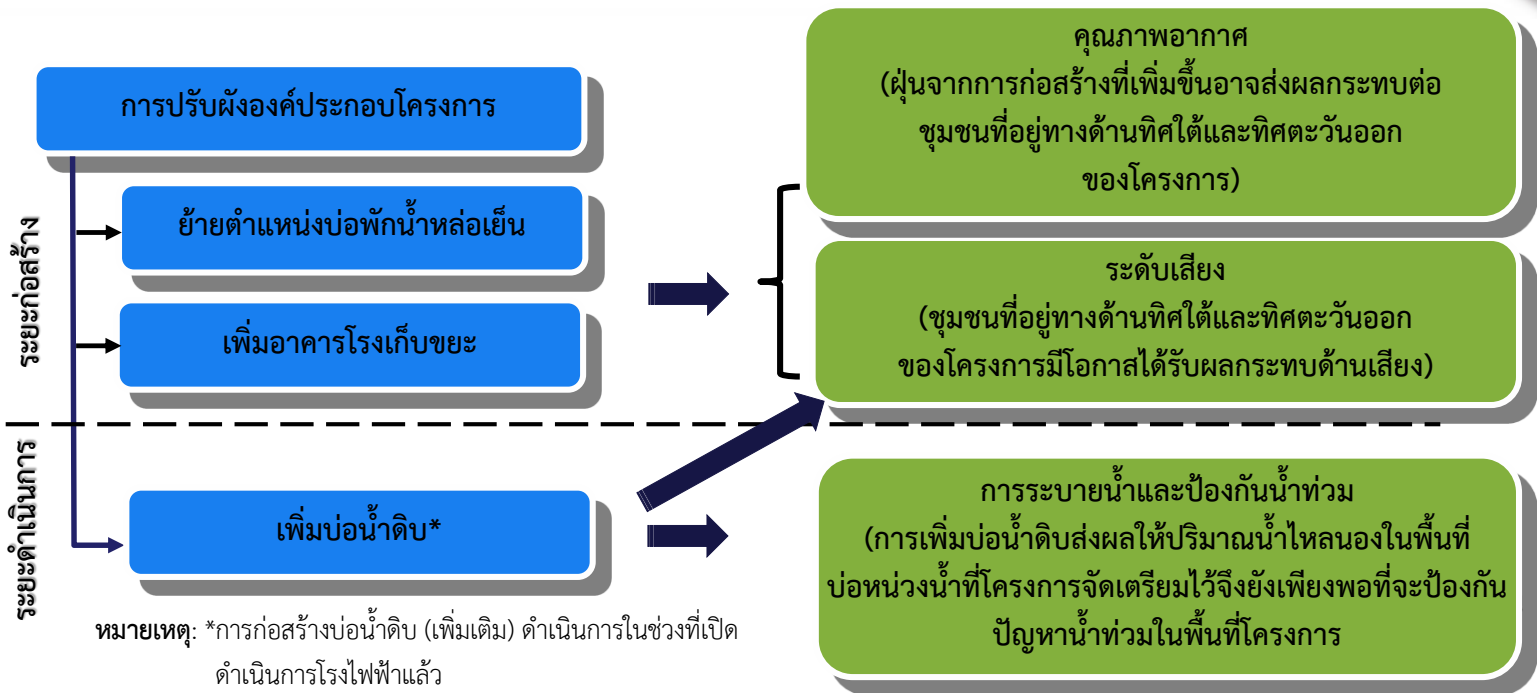 การปรับผังองค์ประกอบโครงการ
ระยะก่อสร้าง
ย้ายตำแหน่งบ่อพักน้ำหล่อเย็น
เพิ่มอาคารโรงเก็บขยะ
คุณภาพอากาศ
(ฝุ่นจากการก่อสร้างที่เพิ่มขึ้นอาจส่งผลกระทบต่อ
ชุมชนที่อยู่ทางด้านทิศใต้และทิศตะวันออก
ของโครงการ)
ระดับเสียง
(ชุมชนที่อยู่ทางด้านทิศใต้และทิศตะวันออก
ของโครงการมีโอกาสได้รับผลกระทบด้านเสียง)
ระยะดำเนินการ
เพิ่มบ่อน้ำดิบ*
การระบายน้ำและป้องกันน้ำท่วม
(การเพิ่มบ่อน้ำดิบส่งผลให้ปริมาณน้ำไหลนองในพื้นที่
บ่อหน่วงน้ำที่โครงการจัดเตรียมไว้จึงยังเพียงพอที่จะป้องกัน
ปัญหาน้ำท่วมในพื้นที่โครงการ
หมายเหตุ: *การก่อสร้างบ่อน้ำดิบ (เพิ่มเติม) ดำเนินการในช่วงที่เปิด
ดำเนินการโรงไฟฟ้าแล้ว